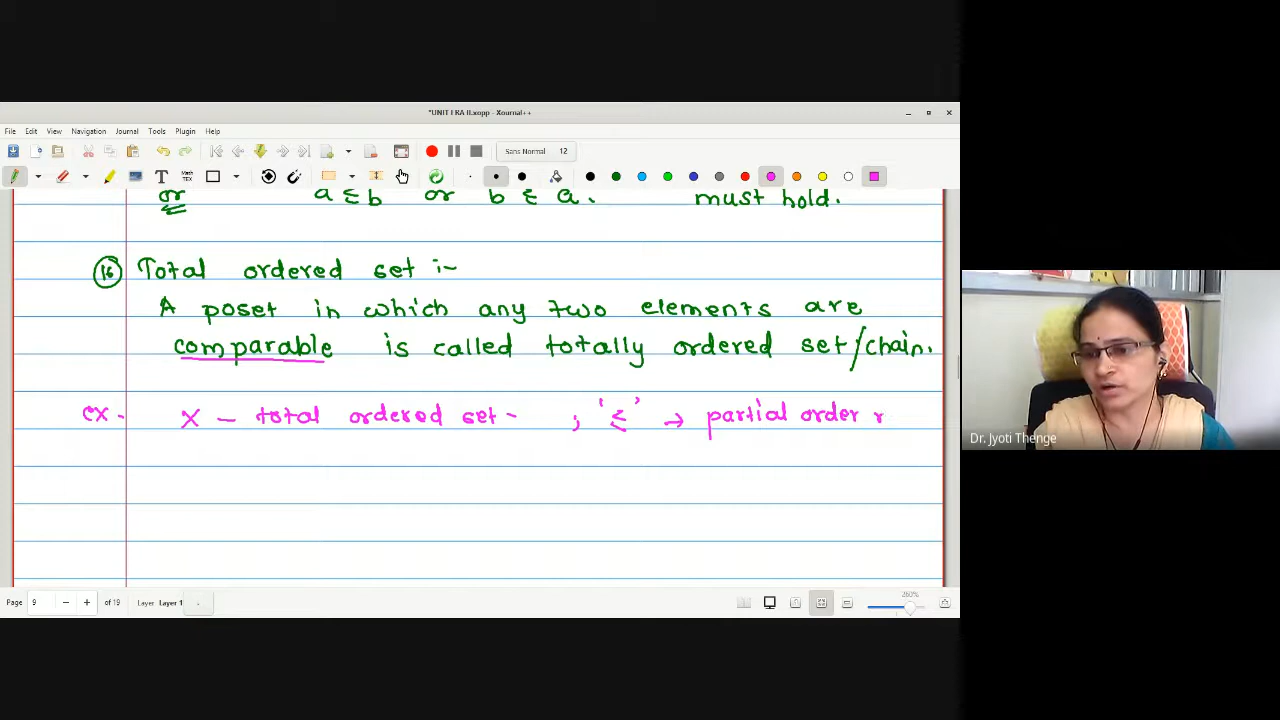 *UNIT I RA II.xopp - Xournal++
File Edit View Navigation Journal Tools Plugin Help
Sans Normal 12
or a ≤ b or b ≤ a. must hold.
16 Total ordered set :-
A poset in which any two elements are
comparable is called totally ordered set/chain.
ex. X - total ordered set - ; '≤' → partial order r
Dr. Jyoti Thenge
Page 9 of 19 Layer Layer 1 260%